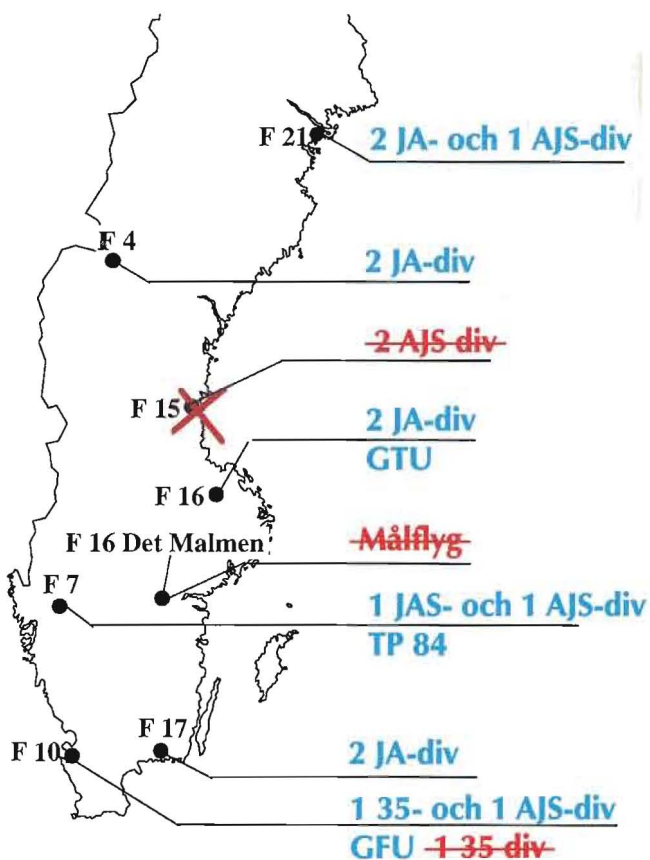 F 21
2 JA- och 1 AJS-div
F 4
2 JA-div
2 AJS div
F 15
2 JA-div
GTU
F 16
F 16 Det Malmen
Målflyg
F 7
1 JAS- och 1 AJS-div
TP 84
F 17
F 10
2 JA-div
1 35- och 1 AJS-div
GFU 1 35 div